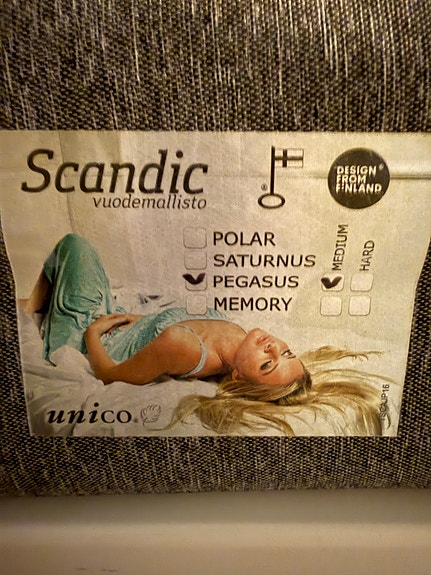 Scandic
vuodemallisto
DESIGN
FROM
FINLAND
POLAR
SATURNUS
PEGASUS
MEMORY
MEDIUM
HARD
unico®